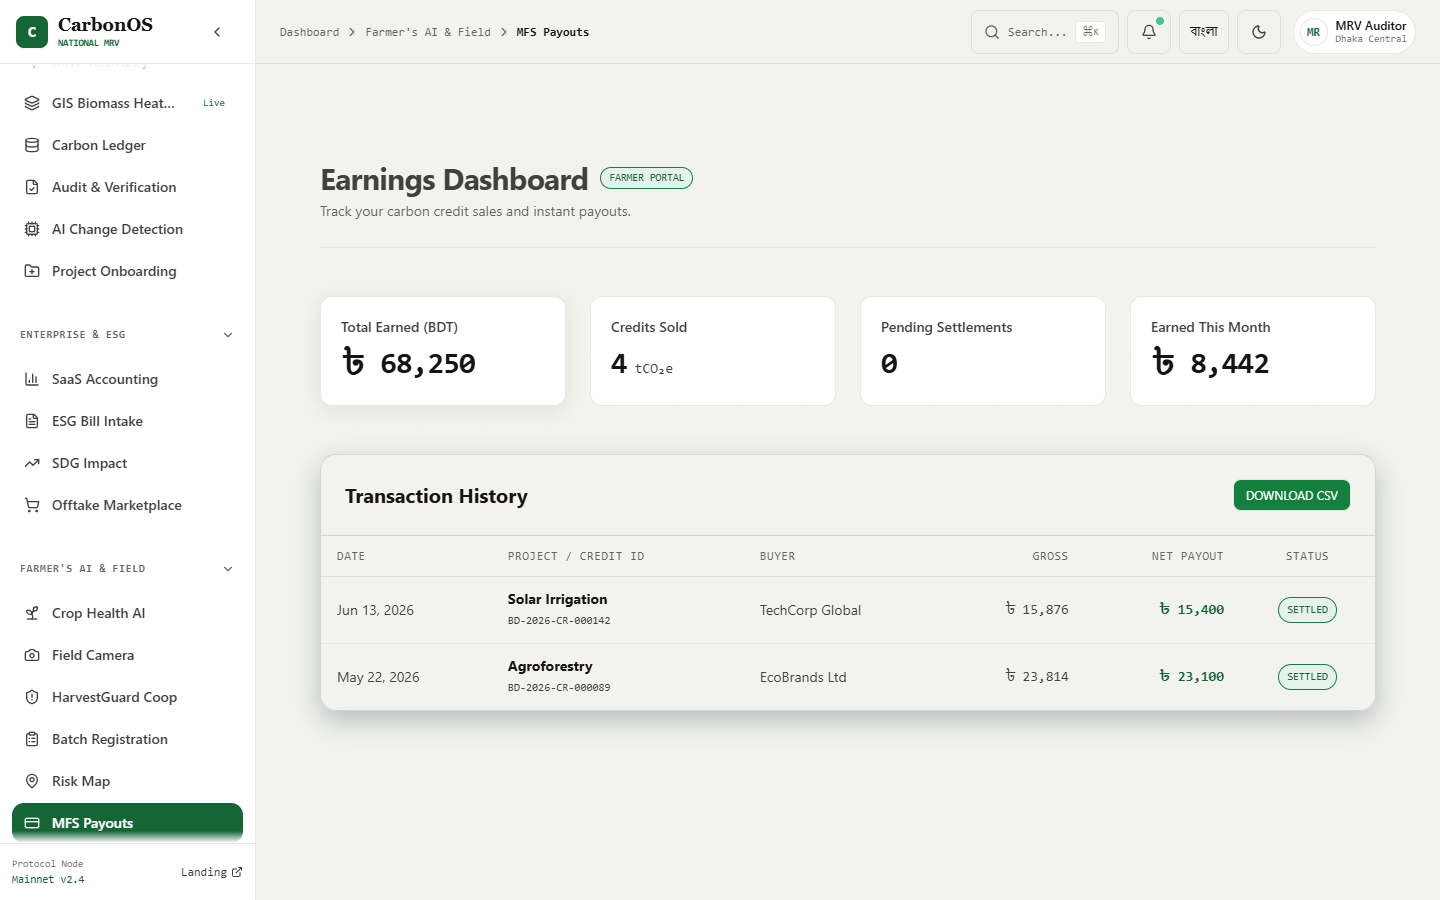 C
CarbonOS
NATIONAL MRV
GIS Biomass Heat...
Live
Carbon Ledger
Audit & Verification
AI Change Detection
Project Onboarding
ENTERPRISE & ESG
SaaS Accounting
ESG Bill Intake
SDG Impact
Offtake Marketplace
FARMER'S AI & FIELD
Crop Health AI
Field Camera
HarvestGuard Coop
Batch Registration
Risk Map
MFS Payouts
Protocol Node
Mainnet v2.4
Landing
Dashboard > Farmer's AI & Field > MFS Payouts
Search... ⌘K
বাংলা
MR
MRV Auditor
Dhaka Central
Earnings Dashboard
FARMER PORTAL
Track your carbon credit sales and instant payouts.
Total Earned (BDT)
৳ 68,250
Credits Sold
4 tCO₂e
Pending Settlements
0
Earned This Month
৳ 8,442
Transaction History
DOWNLOAD CSV
DATE PROJECT / CREDIT ID BUYER GROSS NET PAYOUT STATUS
Jun 13, 2026 Solar Irrigation TechCorp Global ৳ 15,876 ৳ 15,400 SETTLED
BD-2026-CR-000142
May 22, 2026 Agroforestry EcoBrands Ltd ৳ 23,814 ৳ 23,100 SETTLED
BD-2026-CR-000089